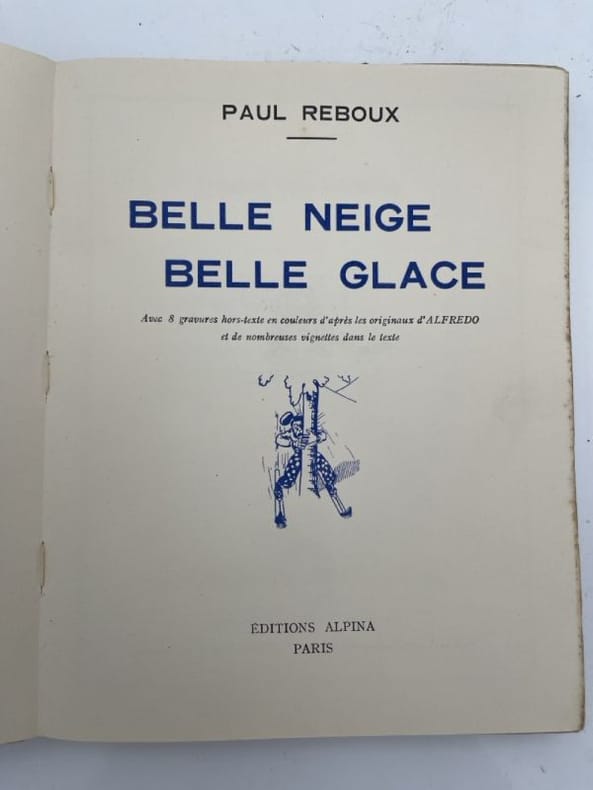 PAUL REBOUX
BELLE NEIGE
BELLE GLACE
Avec 8 gravures hors-texte en couleurs d'après les originaux d'ALFREDO
et de nombreuses vignettes dans le texte
ÉDITIONS ALPINA
PARIS